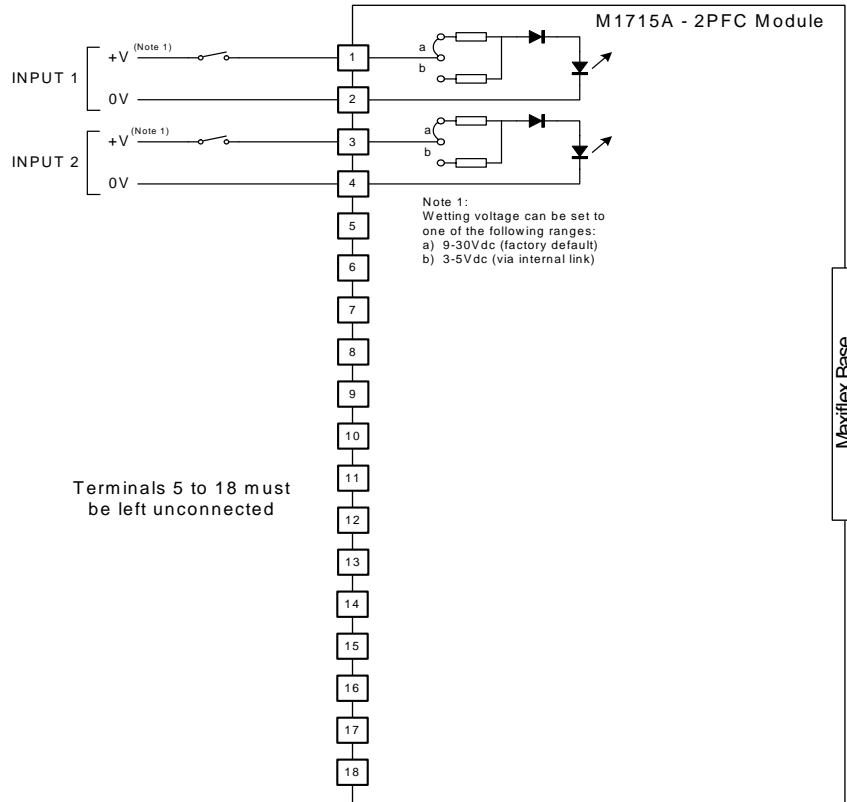 M1715A - 2PFC Module
INPUT 1
+V (Note 1)
0V
1
2
a
b
INPUT 2
+V (Note 1)
0V
3
4
a
b
Note 1:
Wetting voltage can be set to
one of the following ranges:
a) 9-30Vdc (factory default)
b) 3-5Vdc (via internal link)
5
6
7
8
9
10
11
12
13
14
15
16
17
18
Terminals 5 to 18 must
be left unconnected
Maxiflex Base